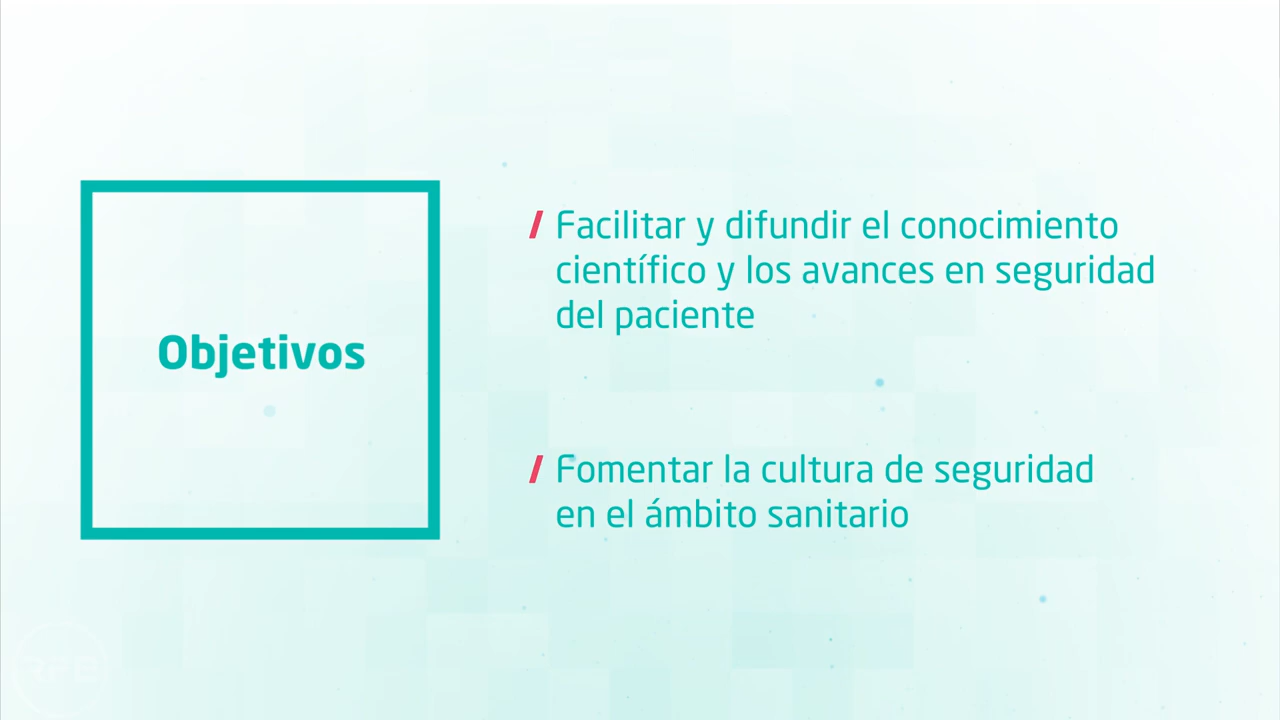 Objetivos
/ Facilitar y difundir el conocimiento
científico y los avances en seguridad
del paciente
/ Fomentar la cultura de seguridad
en el ámbito sanitario